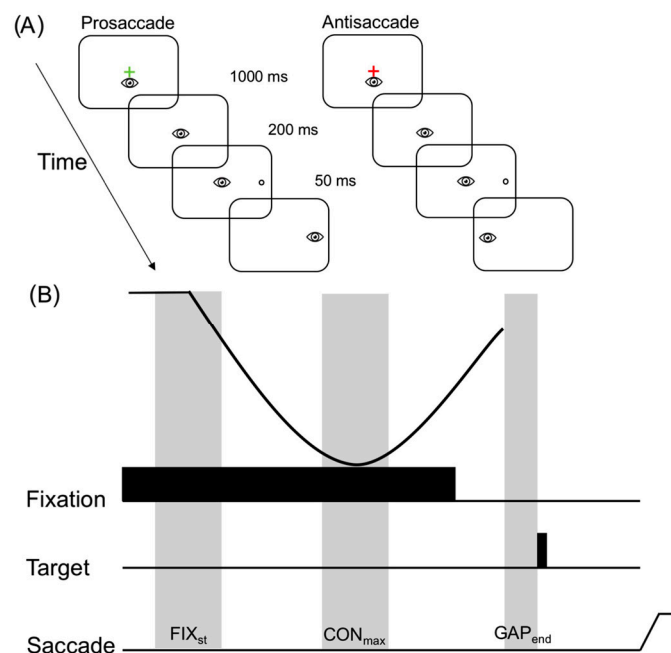 (A)
Prosaccade
Antisaccade
1000 ms
200 ms
50 ms
Time
(B)
Fixation
Target
Saccade
FIXst
CONmax
GAPend